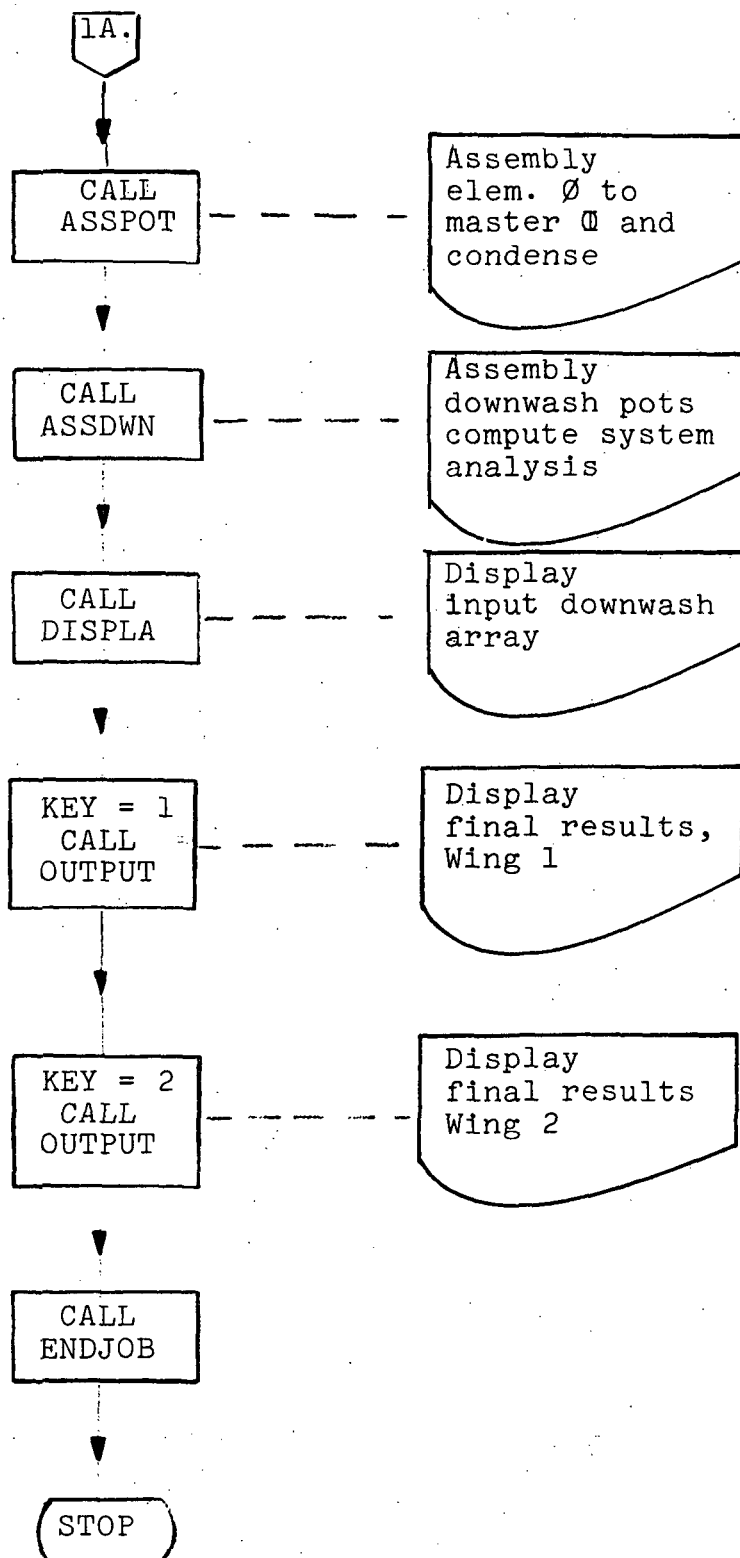 1A.
CALL
ASSPOT
Assembly
elem. Ø to
master Φ and
condense
CALL
ASSDWN
Assembly
downwash pots
compute system
analysis
CALL
DISPLA
Display
input downwash
array
KEY = 1
CALL
OUTPUT
Display
final results,
Wing 1
KEY = 2
CALL
OUTPUT
Display
final results
Wing 2
CALL
ENDJOB
STOP